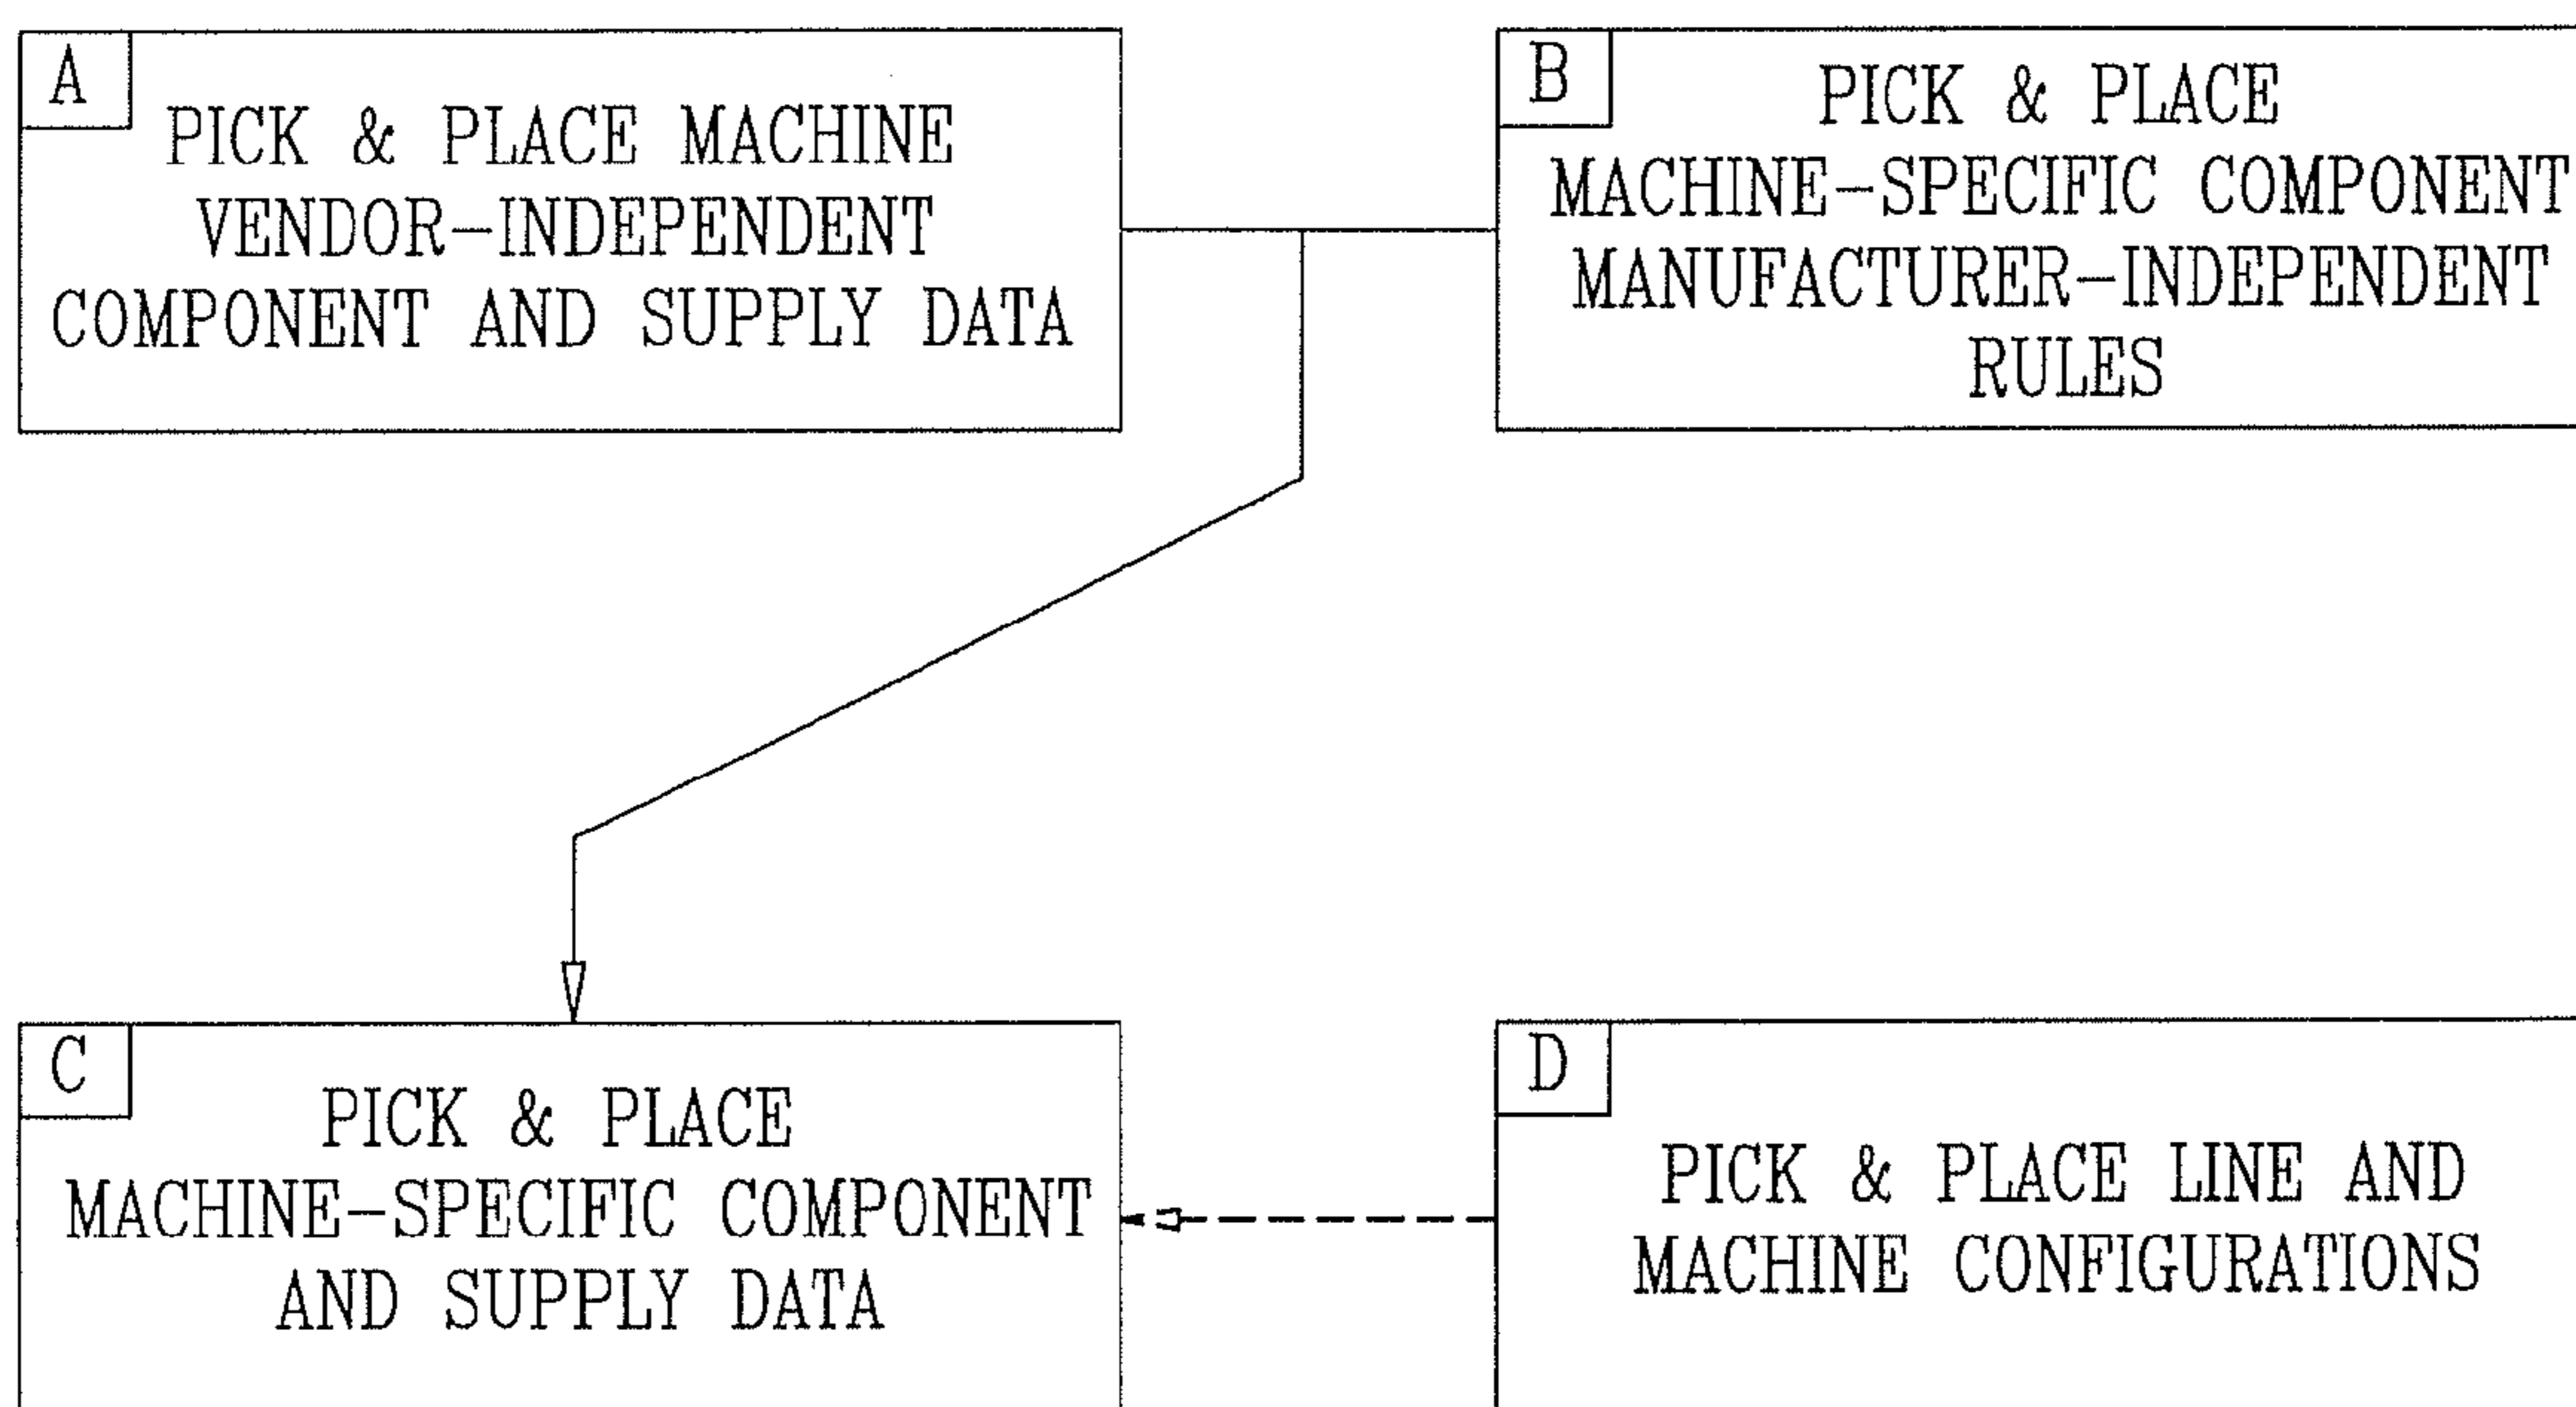 A
PICK & PLACE MACHINE
VENDOR-INDEPENDENT
COMPONENT AND SUPPLY DATA
B
PICK & PLACE
MACHINE-SPECIFIC COMPONENT
MANUFACTURER-INDEPENDENT
RULES
C
PICK & PLACE
MACHINE-SPECIFIC COMPONENT
AND SUPPLY DATA
D
PICK & PLACE LINE AND
MACHINE CONFIGURATIONS